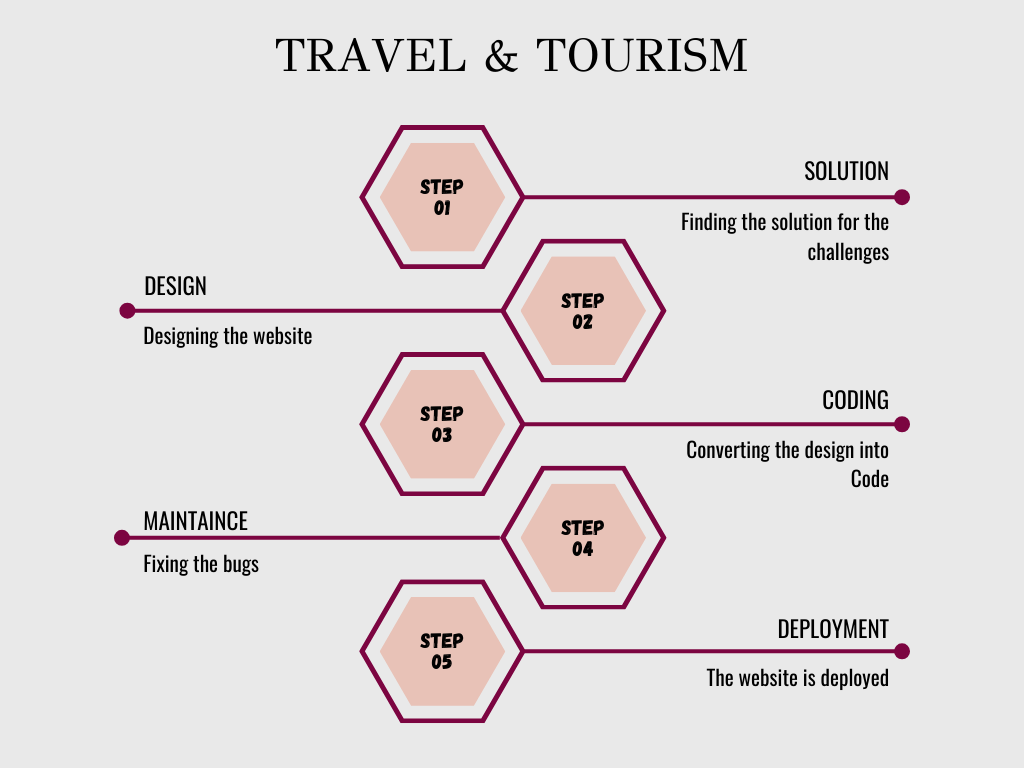 TRAVEL & TOURISM
STEP
01
SOLUTION
Finding the solution for the
challenges
STEP
02
DESIGN
Designing the website
STEP
03
CODING
Converting the design into
Code
STEP
04
MAINTAINCE
Fixing the bugs
STEP
05
DEPLOYMENT
The website is deployed